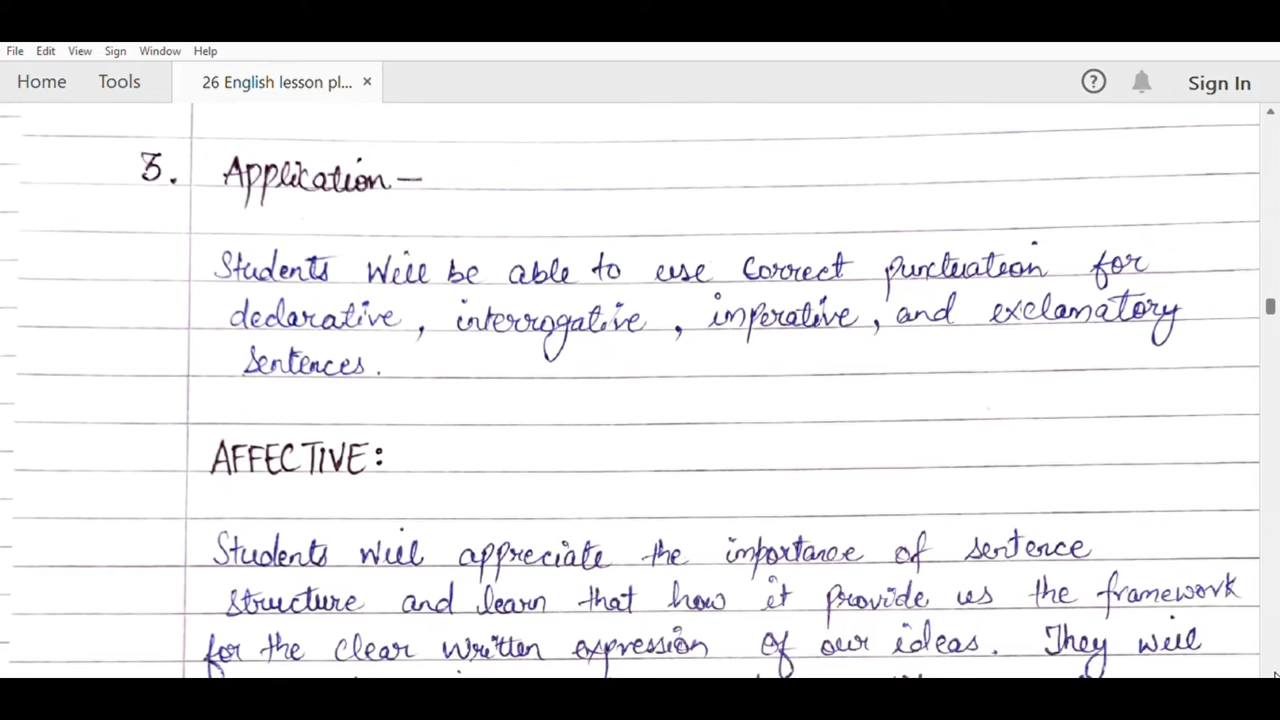 File Edit View Sign Window Help
Home Tools 26 English lesson pl... × ? Sign In
3. Application —
Students will be able to use correct punctuation for
declarative, interrogative, imperative, and exclamatory
sentences.
AFFECTIVE:
Students will appreciate the importance of sentence
structure and learn that how it provide us the framework
for the clear written expression of our ideas. They will